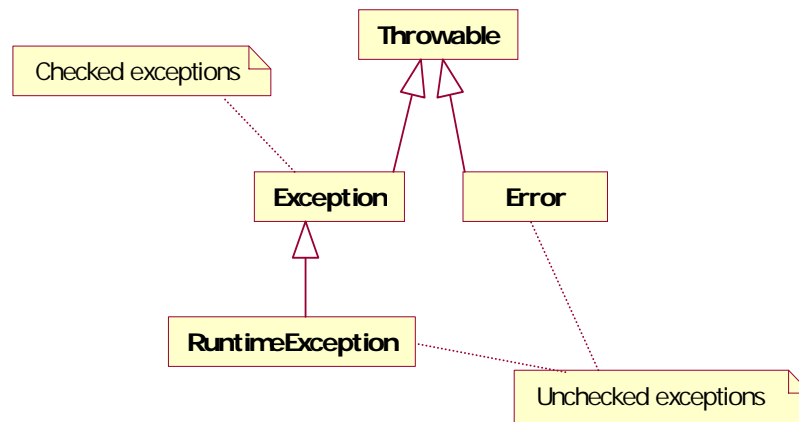 Throwable
Checked exceptions
Exception
Error
RuntimeException
Unchecked exceptions